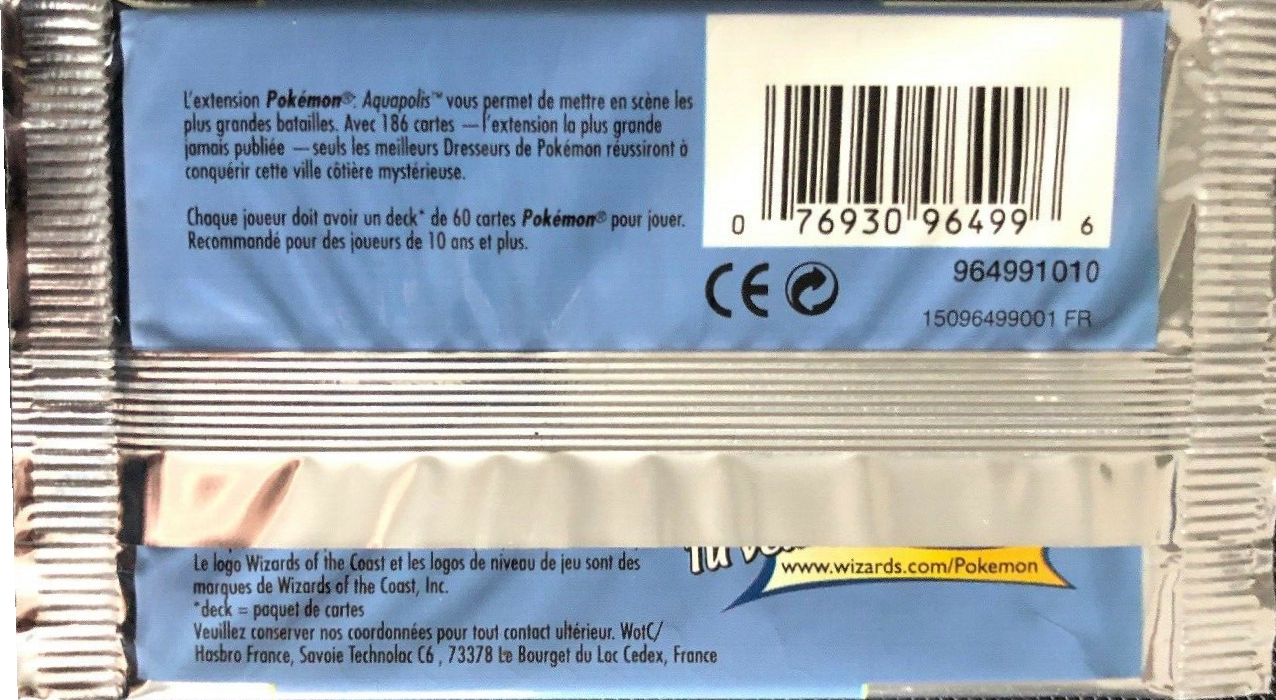 L'extension Pokémon®: Aquapolis™ vous permet de mettre en scène les
plus grandes batailles. Avec 186 cartes — l'extension la plus grande
jamais publiée — seuls les meilleurs Dresseurs de Pokémon réussiront à
conquérir cette ville côtière mystérieuse.
Chaque joueur doit avoir un deck* de 60 cartes Pokémon® pour jouer.
Recommandé pour des joueurs de 10 ans et plus.
0 76930 96499 6
CE
964991010
15096499001 FR
Le logo Wizards of the Coast et les logos de niveau de jeu sont des
marques de Wizards of the Coast, Inc.
*deck = paquet de cartes
Veuillez conserver nos coordonnées pour tout contact ultérieur. WotC/
Hasbro France, Savoie Technolac C6 , 73378 Le Bourget du Lac Cedex, France
Tu
www.wizards.com/Pokemon